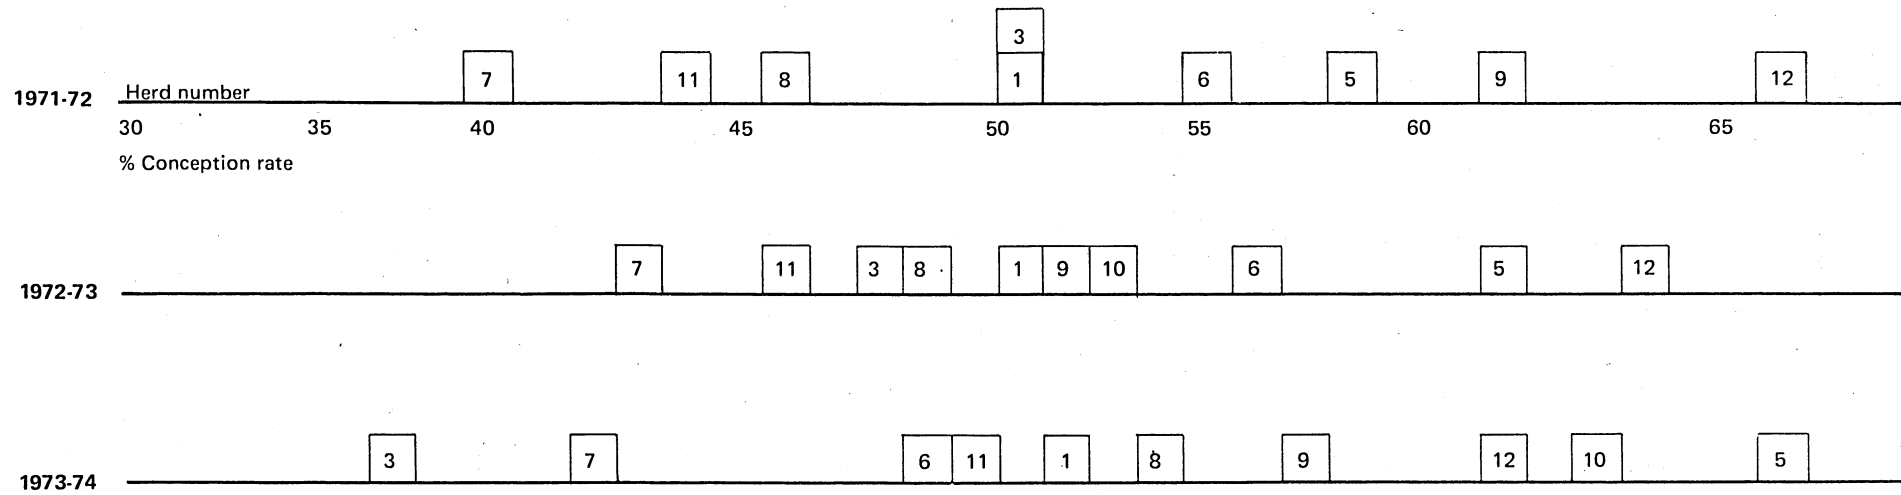 3
7 11 8 1 6 5 9 12
1971-72 Herd number
30 35 40 45 50 55 60 65
% Conception rate
7 11 3 8 1 9 10 6 5 12
1972-73
3 7 6 11 1 8 9 12 10 5
1973-74